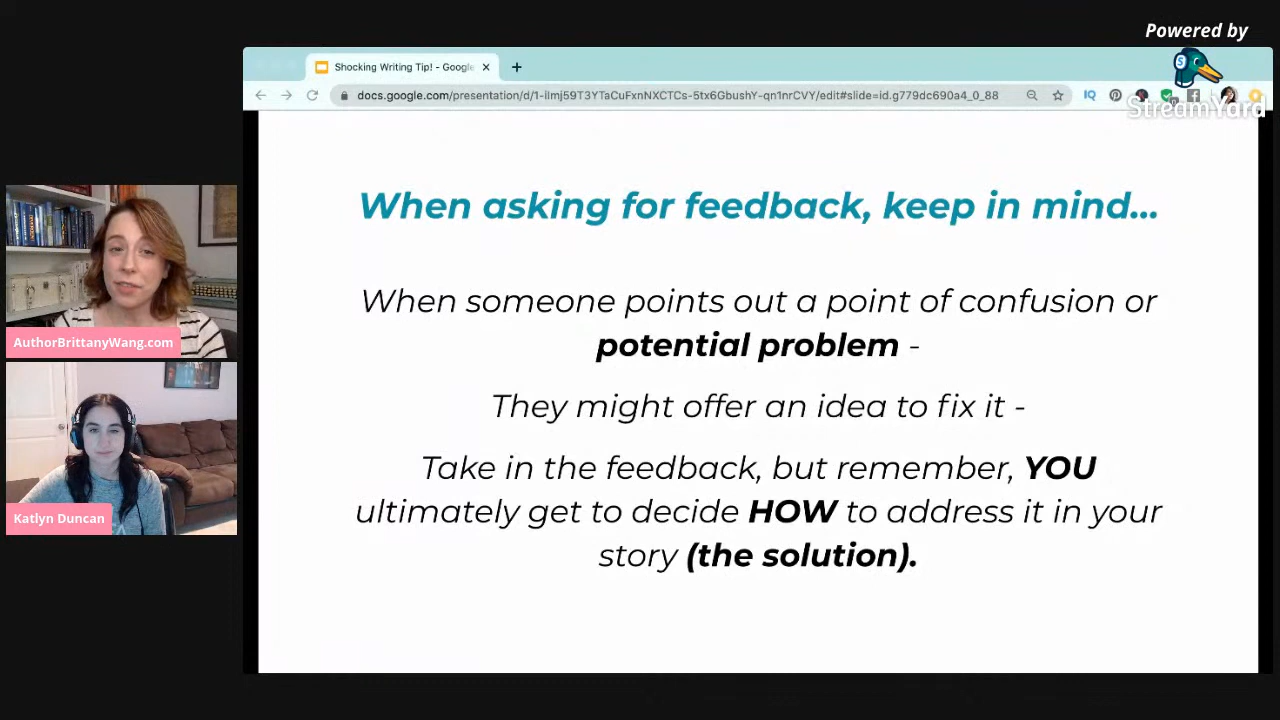 Powered by
StreamYard
Shocking Writing Tip! - Google
docs.google.com/presentation/d/1-iImj59T3YTaCuFxnNXCTCs-5tx6GbushY-qn1nrCVY/edit#slide=id.g779dc690a4_0_88
When asking for feedback, keep in mind...
When someone points out a point of confusion or
potential problem -
They might offer an idea to fix it -
Take in the feedback, but remember, YOU
ultimately get to decide HOW to address it in your
story (the solution).
AuthorBrittanyWang.com
Katlyn Duncan